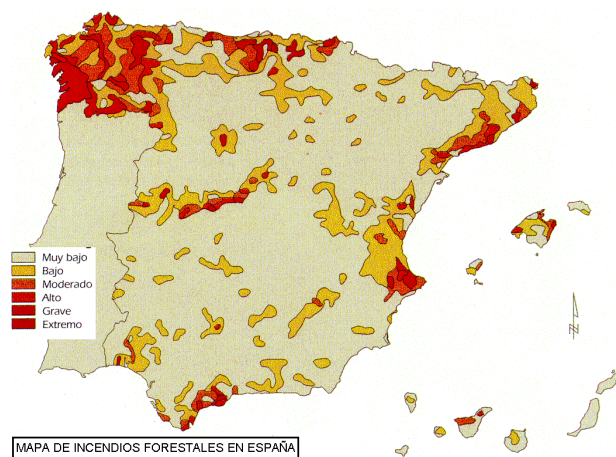 Muy bajo
Bajo
Moderado
Alto
Grave
Extremo
N
MAPA DE INCENDIOS FORESTALES EN ESPAÑA